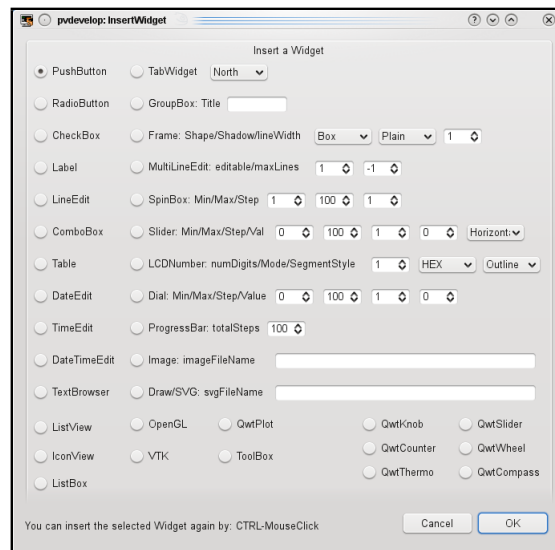 pvdevelop: InsertWidget
Insert a Widget
PushButton TabWidget North
RadioButton GroupBox: Title
CheckBox Frame: Shape/Shadow/lineWidth Box Plain 1
Label MultiLineEdit: editable/maxLines 1 -1
LineEdit SpinBox: Min/Max/Step 1 100 1
ComboBox Slider: Min/Max/Step/Val 0 100 1 0 Horizonta
Table LCDNumber: numDigits/Mode/SegmentStyle 1 HEX Outline
DateEdit Dial: Min/Max/Step/Value 0 100 1 0
TimeEdit ProgressBar: totalSteps 100
DateTimeEdit Image: imageFileName
TextBrowser Draw/SVG: svgFileName
ListView OpenGL QwtPlot QwtKnob QwtSlider
IconView VTK ToolBox QwtCounter QwtWheel
ListBox QwtThermo QwtCompass
You can insert the selected Widget again by: CTRL-MouseClick Cancel OK